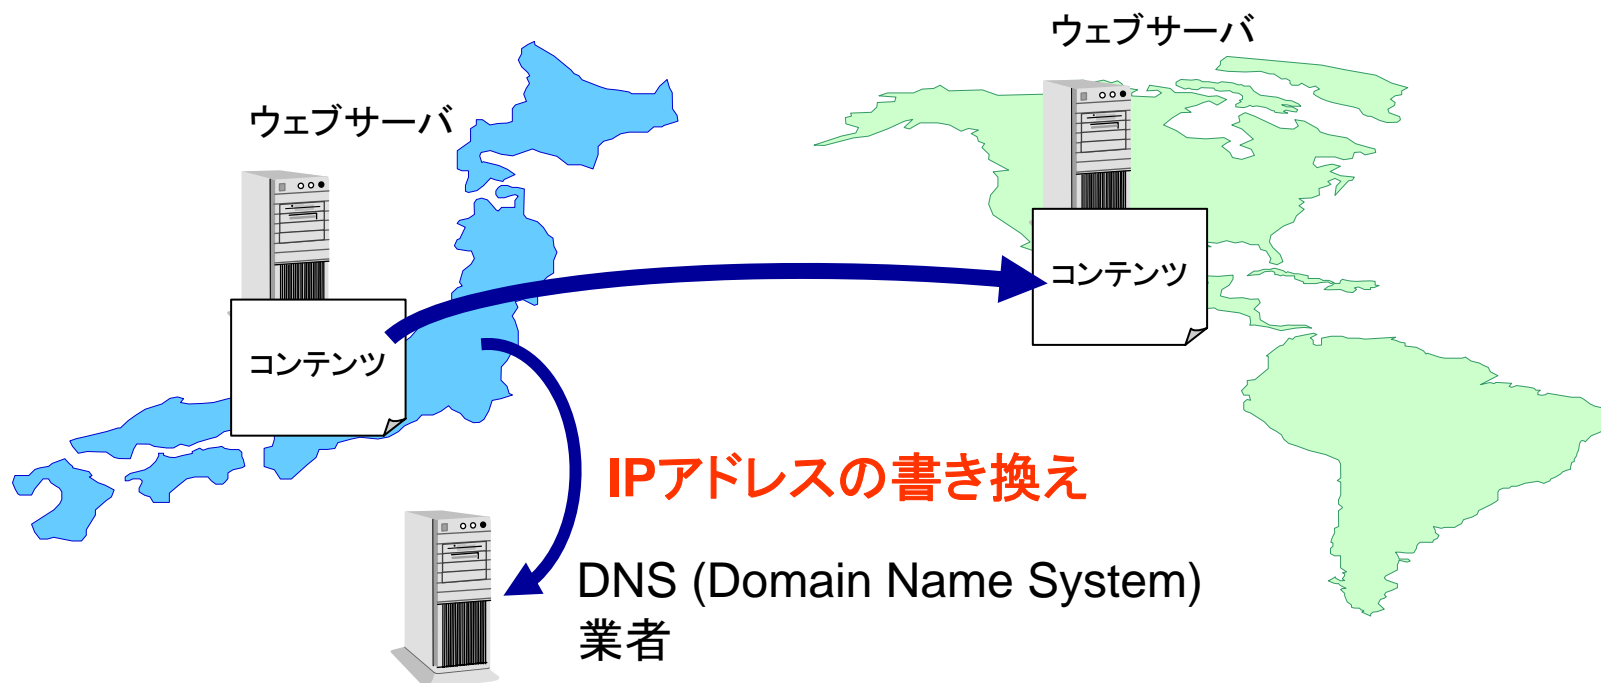 ウェブサーバ
ウェブサーバ
コンテンツ
コンテンツ
IPアドレスの書き換え
DNS (Domain Name System)
業者